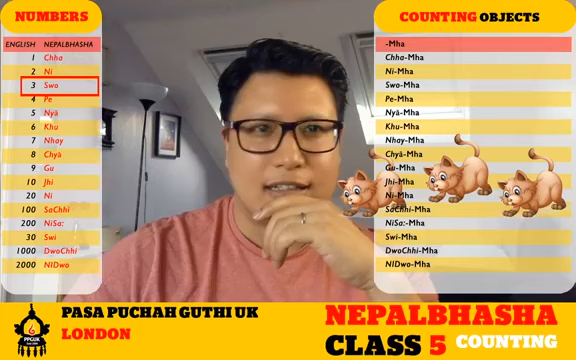 NUMBERS
ENGLISH NEPALBHASHA
1 Chha
2 Ni
3 Swo
4 Pe
5 Nyā
6 Khu
7 Nhay
8 Chyā
9 Gu
10 Jhi
20 Ni
100 SaChhi
200 NiSa:
30 Swi
1000 DwoChhi
2000 NIDwo
COUNTING OBJECTS
-Mha
Chha-Mha
Ni-Mha
Swo-Mha
Pe-Mha
Nyā-Mha
Khu-Mha
Nhay-Mha
Chyā-Mha
Gu-Mha
Jhi-Mha
Ni-Mha
SaChhi-Mha
NiSa:-Mha
Swi-Mha
DwoChhi-Mha
NIDwo-Mha
PPGUK
PASA PUCHAH GUTHI UK
LONDON
NEPALBHASHA
CLASS 5 COUNTING